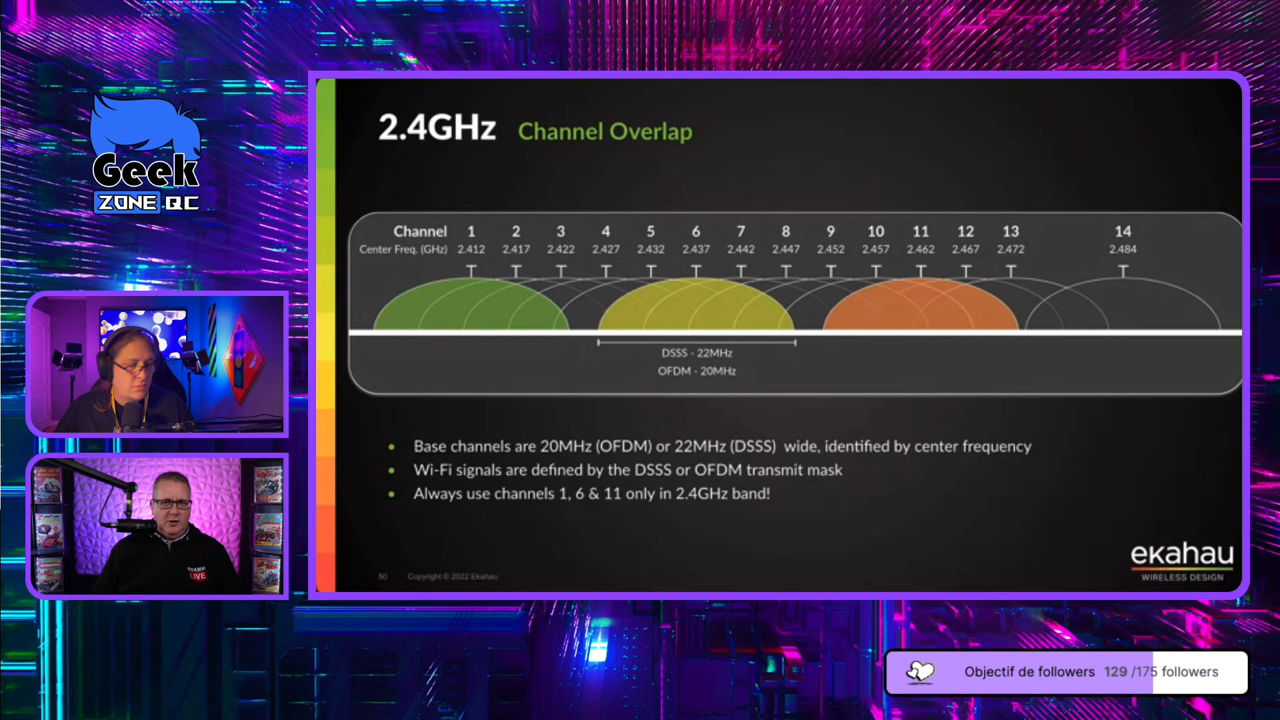 Geek
ZONE QC
2.4GHz Channel Overlap
Channel 1 2 3 4 5 6 7 8 9 10 11 12 13 14
Center Freq. (GHz) 2.412 2.417 2.422 2.427 2.432 2.437 2.442 2.447 2.452 2.457 2.462 2.467 2.472 2.484
DSSS - 22MHz
OFDM - 20MHz
• Base channels are 20MHz (OFDM) or 22MHz (DSSS) wide, identified by center frequency
• Wi-Fi signals are defined by the DSSS or OFDM transmit mask
• Always use channels 1, 6 & 11 only in 2.4GHz band!
50 Copyright © 2022 Ekahau
ekahau
WIRELESS DESIGN
LIVE
Objectif de followers 129 /175 followers